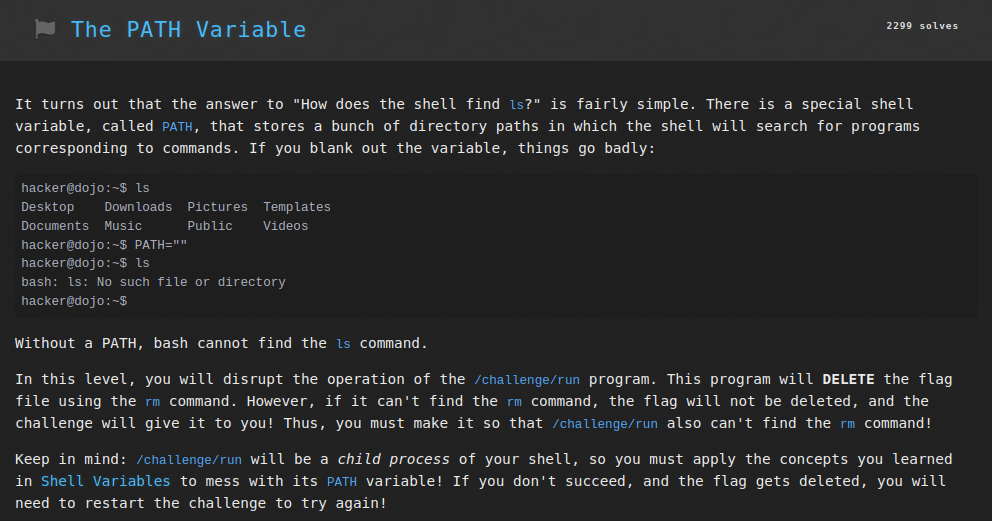 The PATH Variable
2299 solves
It turns out that the answer to "How does the shell find ls?" is fairly simple. There is a special shell
variable, called PATH, that stores a bunch of directory paths in which the shell will search for programs
corresponding to commands. If you blank out the variable, things go badly:
hacker@dojo:~$ ls
Desktop    Downloads  Pictures  Templates
Documents  Music      Public    Videos
hacker@dojo:~$ PATH=""
hacker@dojo:~$ ls
bash: ls: No such file or directory
hacker@dojo:~$
Without a PATH, bash cannot find the ls command.
In this level, you will disrupt the operation of the /challenge/run program. This program will DELETE the flag
file using the rm command. However, if it can't find the rm command, the flag will not be deleted, and the
challenge will give it to you! Thus, you must make it so that /challenge/run also can't find the rm command!
Keep in mind: /challenge/run will be a child process of your shell, so you must apply the concepts you learned
in Shell Variables to mess with its PATH variable! If you don't succeed, and the flag gets deleted, you will
need to restart the challenge to try again!